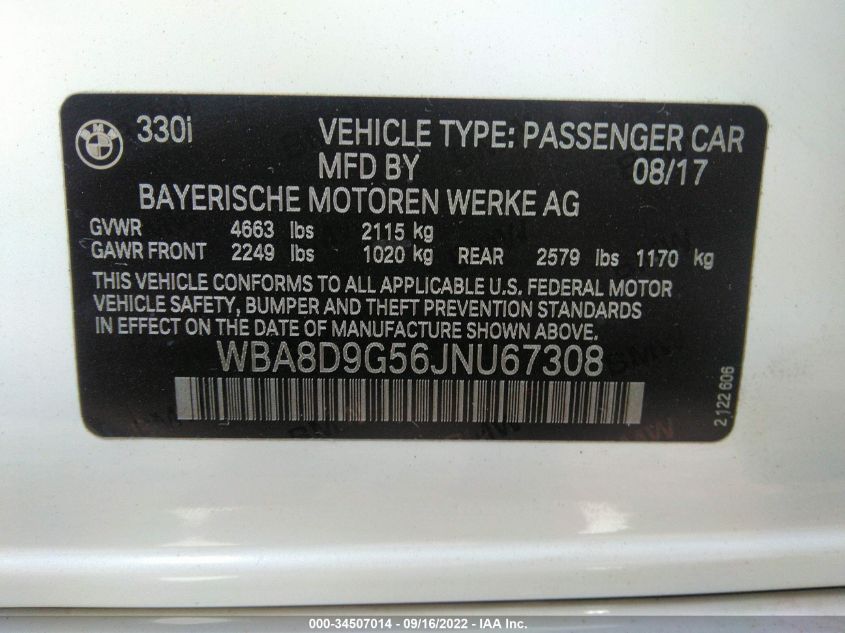 BMW 330i VEHICLE TYPE: PASSENGER CAR
MFD BY 08/17
BAYERISCHE MOTOREN WERKE AG
GVWR 4663 lbs 2115 kg
GAWR FRONT 2249 lbs 1020 kg REAR 2579 lbs 1170 kg
THIS VEHICLE CONFORMS TO ALL APPLICABLE U.S. FEDERAL MOTOR
VEHICLE SAFETY, BUMPER AND THEFT PREVENTION STANDARDS
IN EFFECT ON THE DATE OF MANUFACTURE SHOWN ABOVE.
WBA8D9G56JNU67308
2 122 606
000-34507014 - 09/16/2022 - IAA Inc.